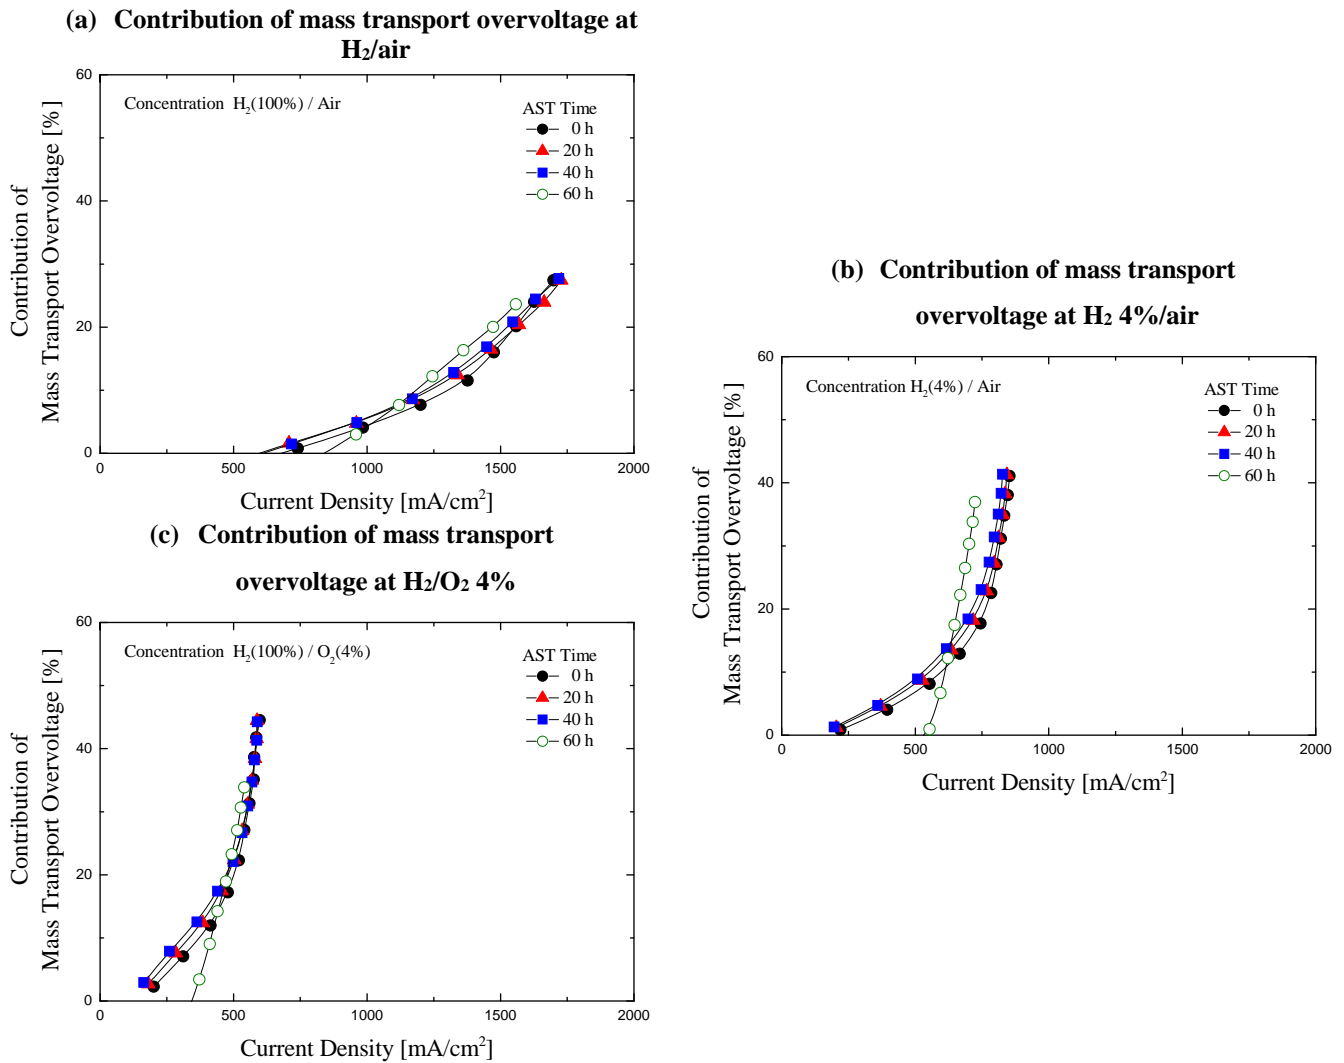 (a) Contribution of mass transport overvoltage at
H₂/air
Contribution of
Mass Transport Overvoltage [%]
60
40
20
0
Concentration H₂(100%) / Air
AST Time
0 h
20 h
40 h
60 h
0 500 1000 1500 2000
Current Density [mA/cm²]
(b) Contribution of mass transport
overvoltage at H₂ 4%/air
Contribution of
Mass Transport Overvoltage [%]
60
40
20
0
Concentration H₂(4%) / Air
AST Time
0 h
20 h
40 h
60 h
0 500 1000 1500 2000
Current Density [mA/cm²]
(c) Contribution of mass transport
overvoltage at H₂/O₂ 4%
Contribution of
Mass Transport Overvoltage [%]
60
40
20
0
Concentration H₂(100%) / O₂(4%)
AST Time
0 h
20 h
40 h
60 h
0 500 1000 1500 2000
Current Density [mA/cm²]